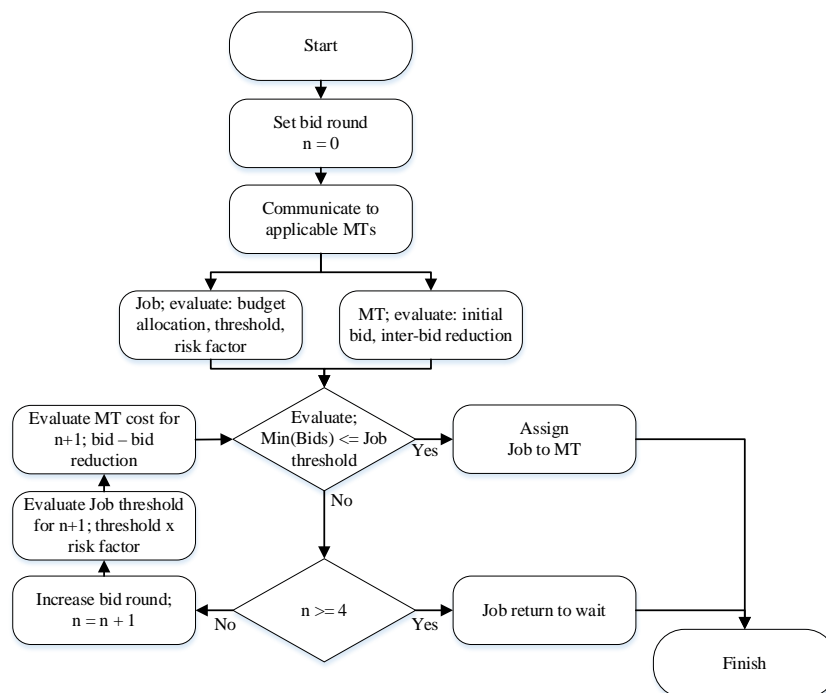 Start
Set bid round
n = 0
Communicate to
applicable MTs
Job; evaluate: budget
allocation, threshold,
risk factor
MT; evaluate: initial
bid, inter-bid reduction
Evaluate MT cost for
n+1; bid – bid
reduction
Evaluate;
Min(Bids) <= Job
threshold
Yes
Assign
Job to MT
No
Evaluate Job threshold
for n+1; threshold x
risk factor
Increase bid round;
n = n + 1
No
n >= 4
Yes
Job return to wait
Finish